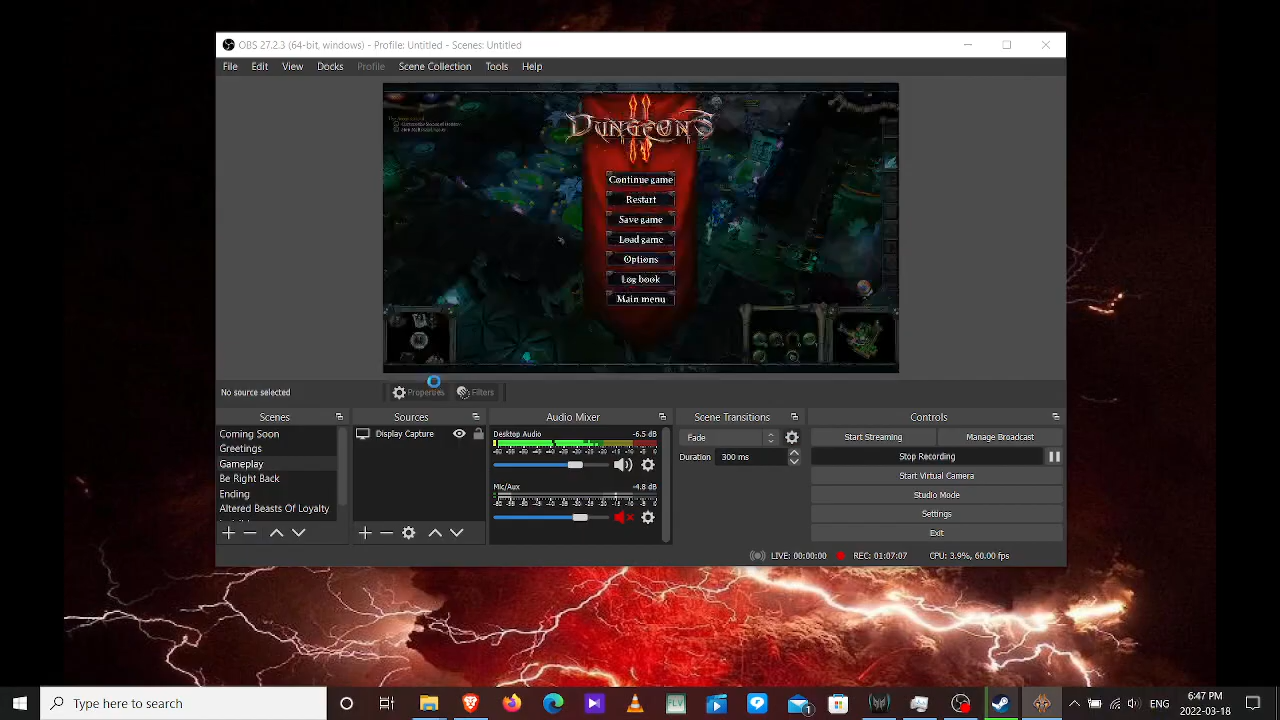 OBS 27.2.3 (64-bit, windows) - Profile: Untitled - Scenes: Untitled
File Edit View Docks Profile Scene Collection Tools Help
DUNGEONS
II
Continue game
Restart
Save game
Load game
Options
Log book
Main menu
No source selected
Properties
Filters
Scenes
Sources
Audio Mixer
Scene Transitions
Controls
Coming Soon
Greetings
Gameplay
Be Right Back
Ending
Altered Beasts Of Loyalty
Display Capture
Desktop Audio
-6.5 dB
Mic/Aux
-4.8 dB
Fade
Duration
300 ms
Start Streaming
Manage Broadcast
Stop Recording
Start Virtual Camera
Studio Mode
Settings
Exit
LIVE: 00:00:00
REC: 01:07:07
CPU: 3.9%, 60.00 fps
Type here to search
FLV
1
ENG
6:47 PM
2022-03-18